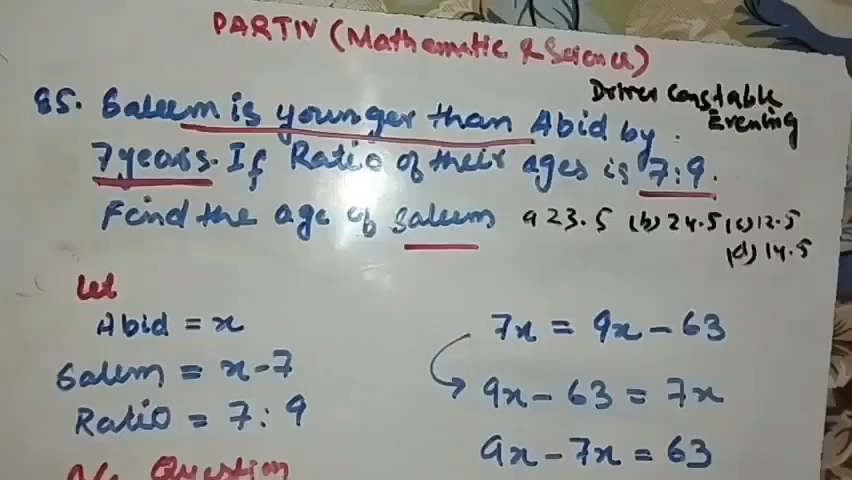 PARTIV (Mathematic & Science)
Driver Constable
Evening
85. Saleem is younger than Abid by
7 years. If Ratio of their ages is 7:9.
Find the age of saleem a 23.5 (b) 24.5 (c) 12.5
(d) 14.5
Let
Abid = x
Salem = x-7
Ratio = 7:9
A/c Question
7x = 9x - 63
9x - 63 = 7x
9x - 7x = 63